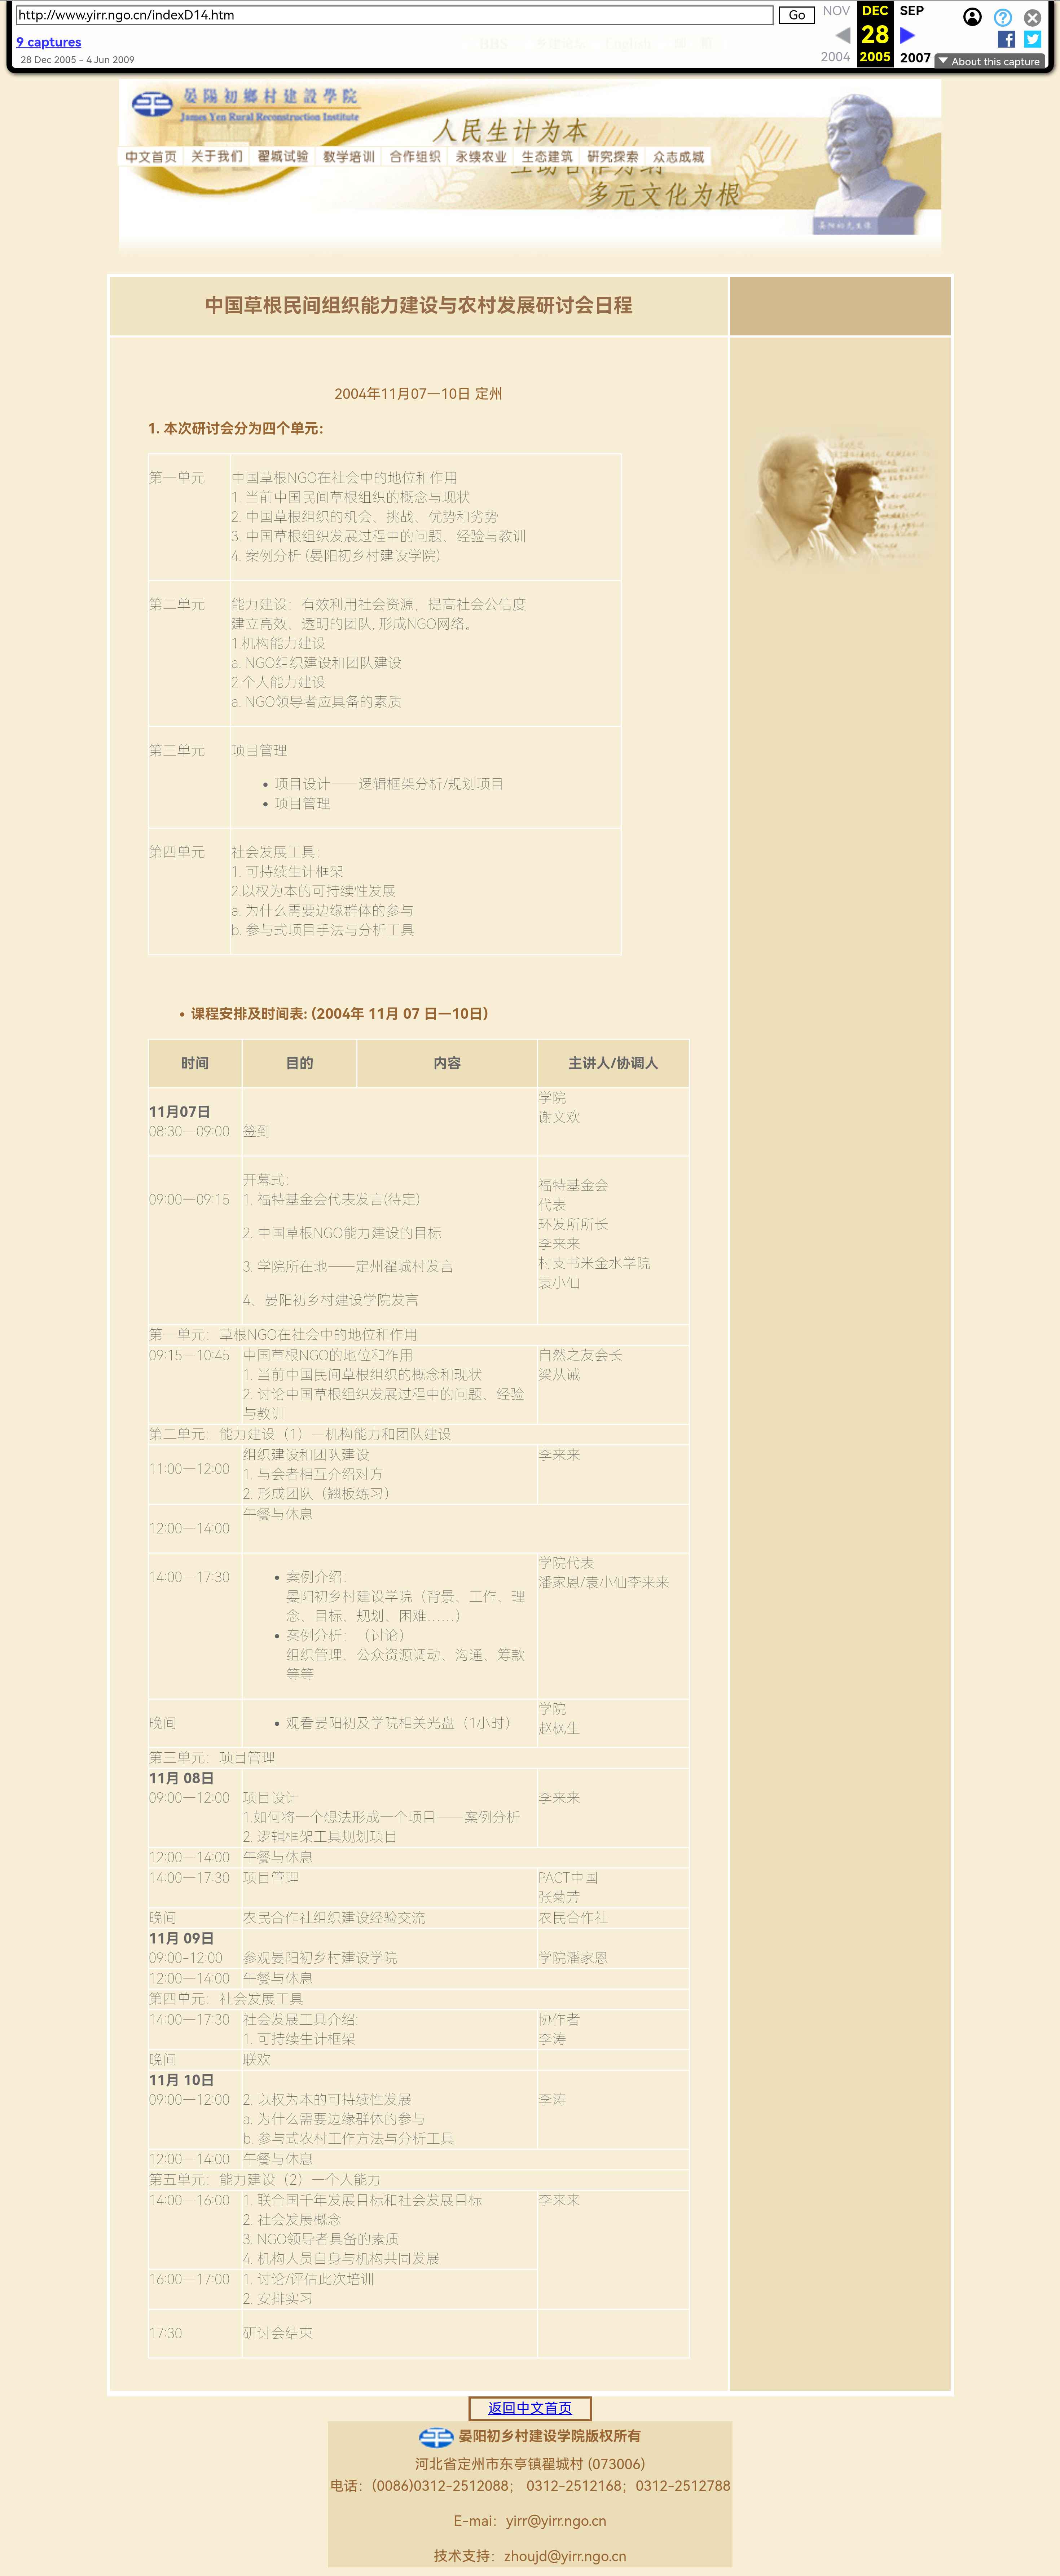 http://www.yirr.ngo.cn/indexD14.htm
Go
NOV
DEC
SEP
9 captures
28
28 Dec 2005 - 4 Jun 2009
2004
2005
2007
About this capture
晏陽初鄉村建設學院
James Yen Rural Reconstruction Institute
人民生计为本
中文首页
关于我们
翟城试验
教学培训
合作组织
永续农业
生态建筑
研究探索
众志成城
多元文化为根
中国草根民间组织能力建设与农村发展研讨会日程
2004年11月07—10日 定州
1. 本次研讨会分为四个单元：
第一单元
中国草根NGO在社会中的地位和作用
1. 当前中国民间草根组织的概念与现状
2. 中国草根组织的机会、挑战、优势和劣势
3. 中国草根组织发展过程中的问题、经验与教训
4. 案例分析 (晏阳初乡村建设学院)
第二单元
能力建设：有效利用社会资源，提高社会公信度
建立高效、透明的团队, 形成NGO网络。
1.机构能力建设
a. NGO组织建设和团队建设
2.个人能力建设
a. NGO领导者应具备的素质
第三单元
项目管理
• 项目设计——逻辑框架分析/规划项目
• 项目管理
第四单元
社会发展工具：
1. 可持续生计框架
2.以权为本的可持续性发展
a. 为什么需要边缘群体的参与
b. 参与式项目手法与分析工具
• 课程安排及时间表: (2004年 11月 07 日—10日)
时间
目的
内容
主讲人/协调人
11月07日
08:30—09:00
签到
学院
谢文欢
09:00—09:15
开幕式：
1. 福特基金会代表发言(待定)
2. 中国草根NGO能力建设的目标
3. 学院所在地——定州翟城村发言
4、晏阳初乡村建设学院发言
福特基金会
代表
环发所所长
李来来
村支书米金水学院
袁小仙
第一单元：草根NGO在社会中的地位和作用
09:15—10:45
中国草根NGO的地位和作用
1. 当前中国民间草根组织的概念和现状
2. 讨论中国草根组织发展过程中的问题、经验
与教训
自然之友会长
梁从诫
第二单元：能力建设（1）—机构能力和团队建设
11:00—12:00
组织建设和团队建设
1. 与会者相互介绍对方
2. 形成团队（翘板练习）
李来来
12:00—14:00
午餐与休息
14:00—17:30
• 案例介绍：
晏阳初乡村建设学院（背景、工作、理
念、目标、规划、困难……）
• 案例分析：（讨论）
组织管理、公众资源调动、沟通、筹款
等等
学院代表
潘家恩/袁小仙李来来
晚间
• 观看晏阳初及学院相关光盘（1小时）
学院
赵枫生
第三单元：项目管理
11月 08日
09:00—12:00
项目设计
1.如何将一个想法形成一个项目——案例分析
2. 逻辑框架工具规划项目
李来来
12:00—14:00
午餐与休息
14:00—17:30
项目管理
PACT中国
张菊芳
晚间
农民合作社组织建设经验交流
农民合作社
11月 09日
09:00-12:00
参观晏阳初乡村建设学院
学院潘家恩
12:00—14:00
午餐与休息
第四单元：社会发展工具
14:00—17:30
社会发展工具介绍:
1. 可持续生计框架
协作者
李涛
晚间
联欢
11月 10日
09:00—12:00
2. 以权为本的可持续性发展
a. 为什么需要边缘群体的参与
b. 参与式农村工作方法与分析工具
李涛
12:00—14:00
午餐与休息
第五单元：能力建设（2）—个人能力
14:00—16:00
1. 联合国千年发展目标和社会发展目标
2. 社会发展概念
3. NGO领导者具备的素质
4. 机构人员自身与机构共同发展
李来来
16:00—17:00
1. 讨论/评估此次培训
2. 安排实习
17:30
研讨会结束
返回中文首页
晏阳初乡村建设学院版权所有
河北省定州市东亭镇翟城村 (073006)
电话：(0086)0312-2512088； 0312-2512168；0312-2512788
E-mai：yirr@yirr.ngo.cn
技术支持：zhoujd@yirr.ngo.cn